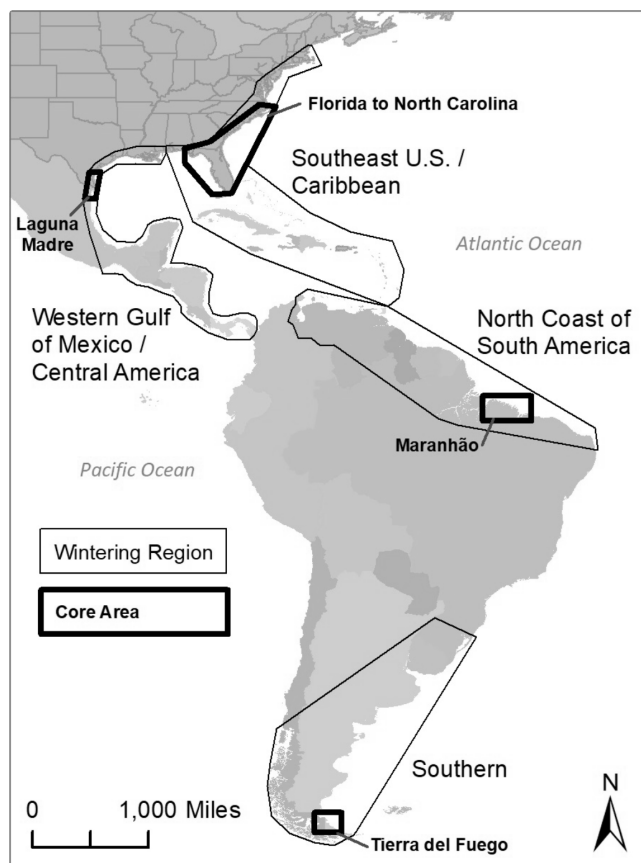 Florida to North Carolina
Southeast U.S. /
Caribbean
Laguna
Madre
Atlantic Ocean
Western Gulf
of Mexico /
Central America
North Coast of
South America
Maranhão
Pacific Ocean
Wintering Region
Core Area
Southern
N
0 1,000 Miles
Tierra del Fuego